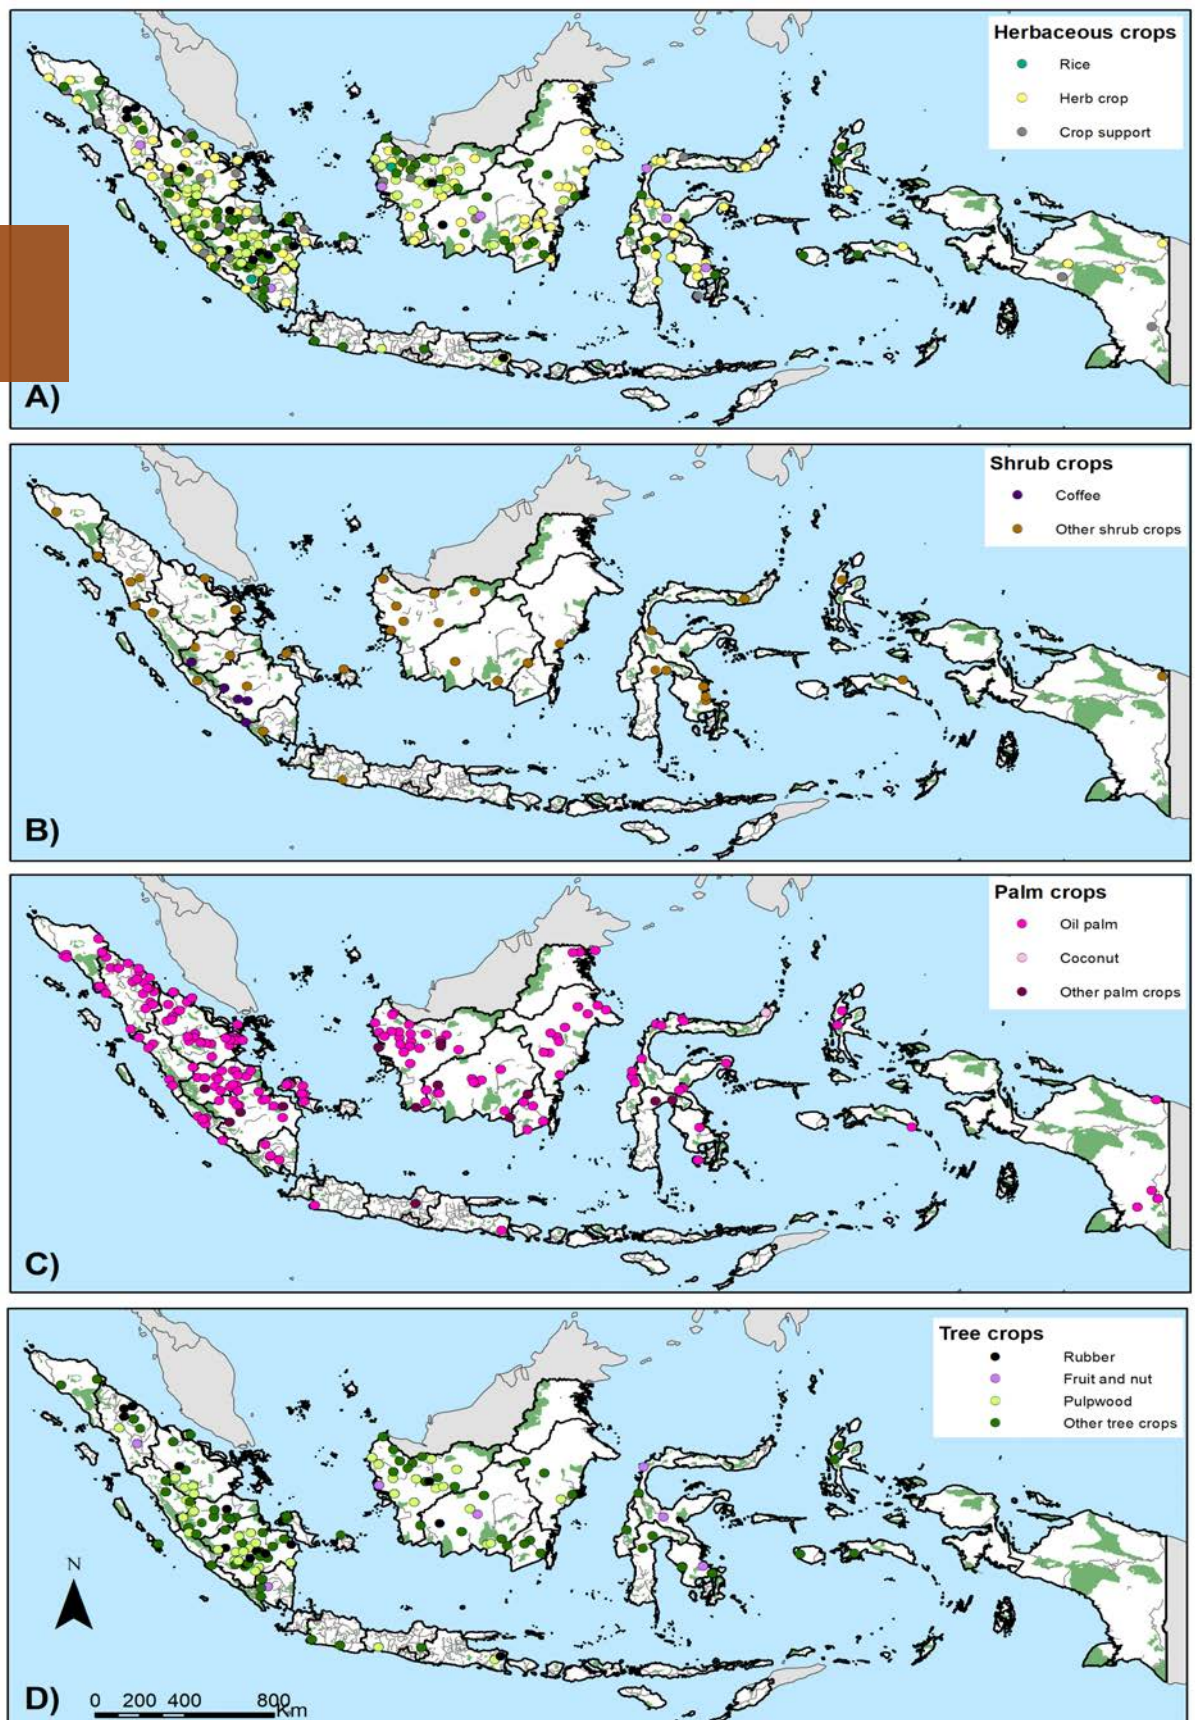 Herbaceous crops
Rice
Herb crop
Crop support
A)
Shrub crops
Coffee
Other shrub crops
B)
Palm crops
Oil palm
Coconut
Other palm crops
C)
Tree crops
Rubber
Fruit and nut
Pulpwood
Other tree crops
N
D)
0 200 400 800
Km